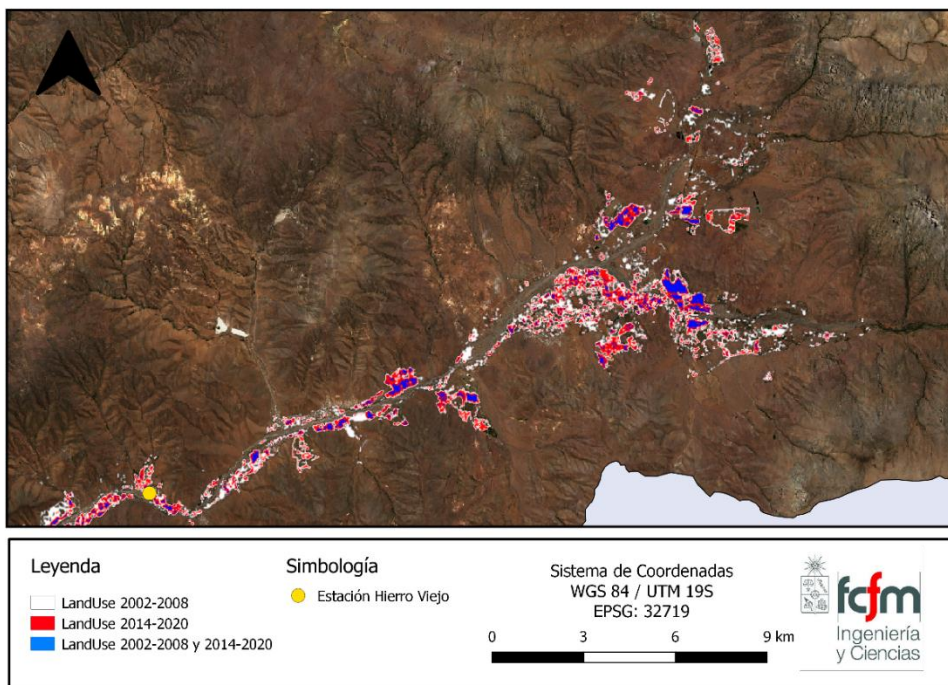 Leyenda
LandUse 2002-2008
LandUse 2014-2020
LandUse 2002-2008 y 2014-2020
Simbología
Estación Hierro Viejo
Sistema de Coordenadas
WGS 84 / UTM 19S
EPSG: 32719
0 3 6 9 km
fcfm
Ingeniería
y Ciencias